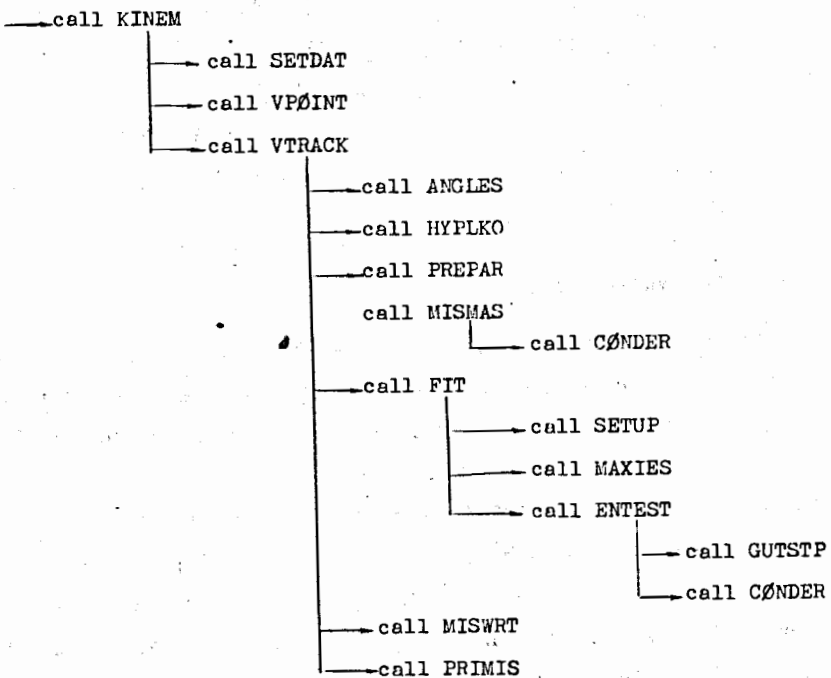 call KINEM
call SETDAT
call VPØINT
call VTRACK
call ANGLES
call HYPLKO
call PREPAR
call MISMAS
call CØNDER
call FIT
call SETUP
call MAXIES
call ENTEST
call GUTSTP
call CØNDER
call MISWRT
call PRIMIS